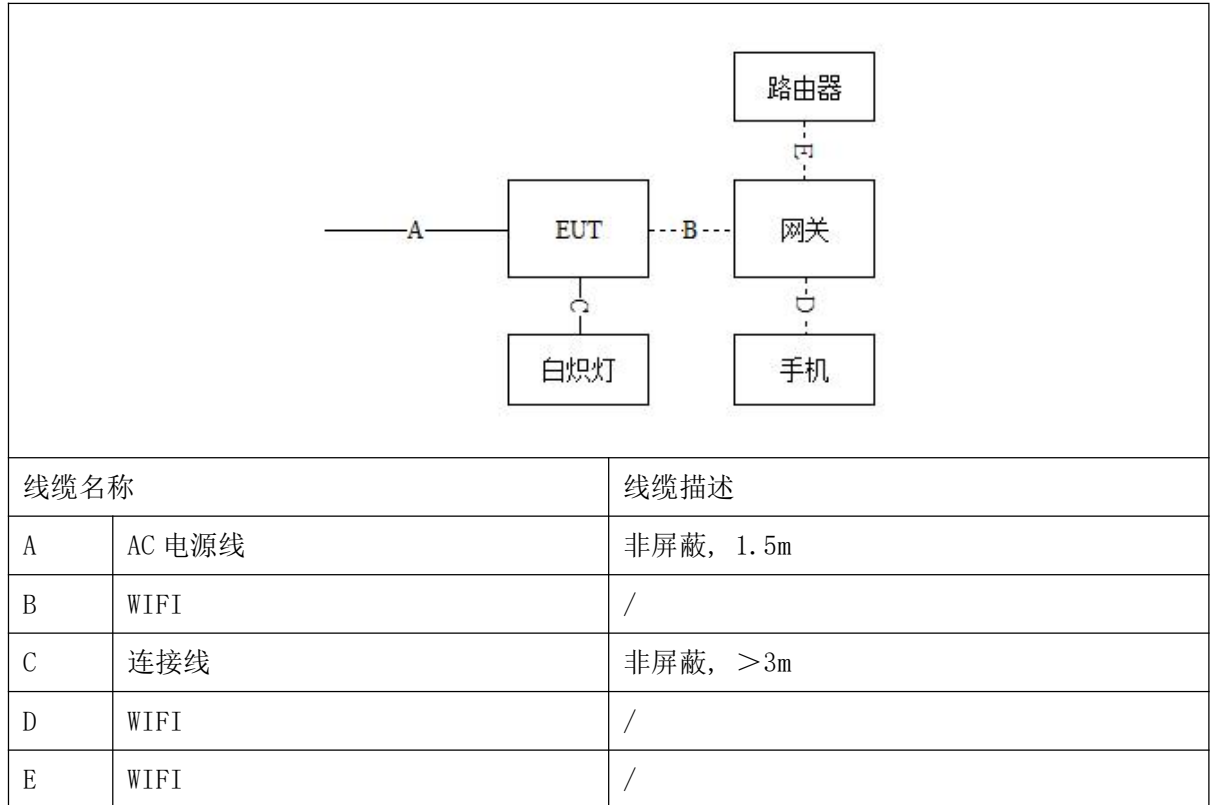 路由器
E
A
EUT
B
网关
C
D
白炽灯
手机
线缆名称 线缆描述
A AC 电源线 非屏蔽, 1.5m
B WIFI /
C 连接线 非屏蔽, ＞3m
D WIFI /
E WIFI /